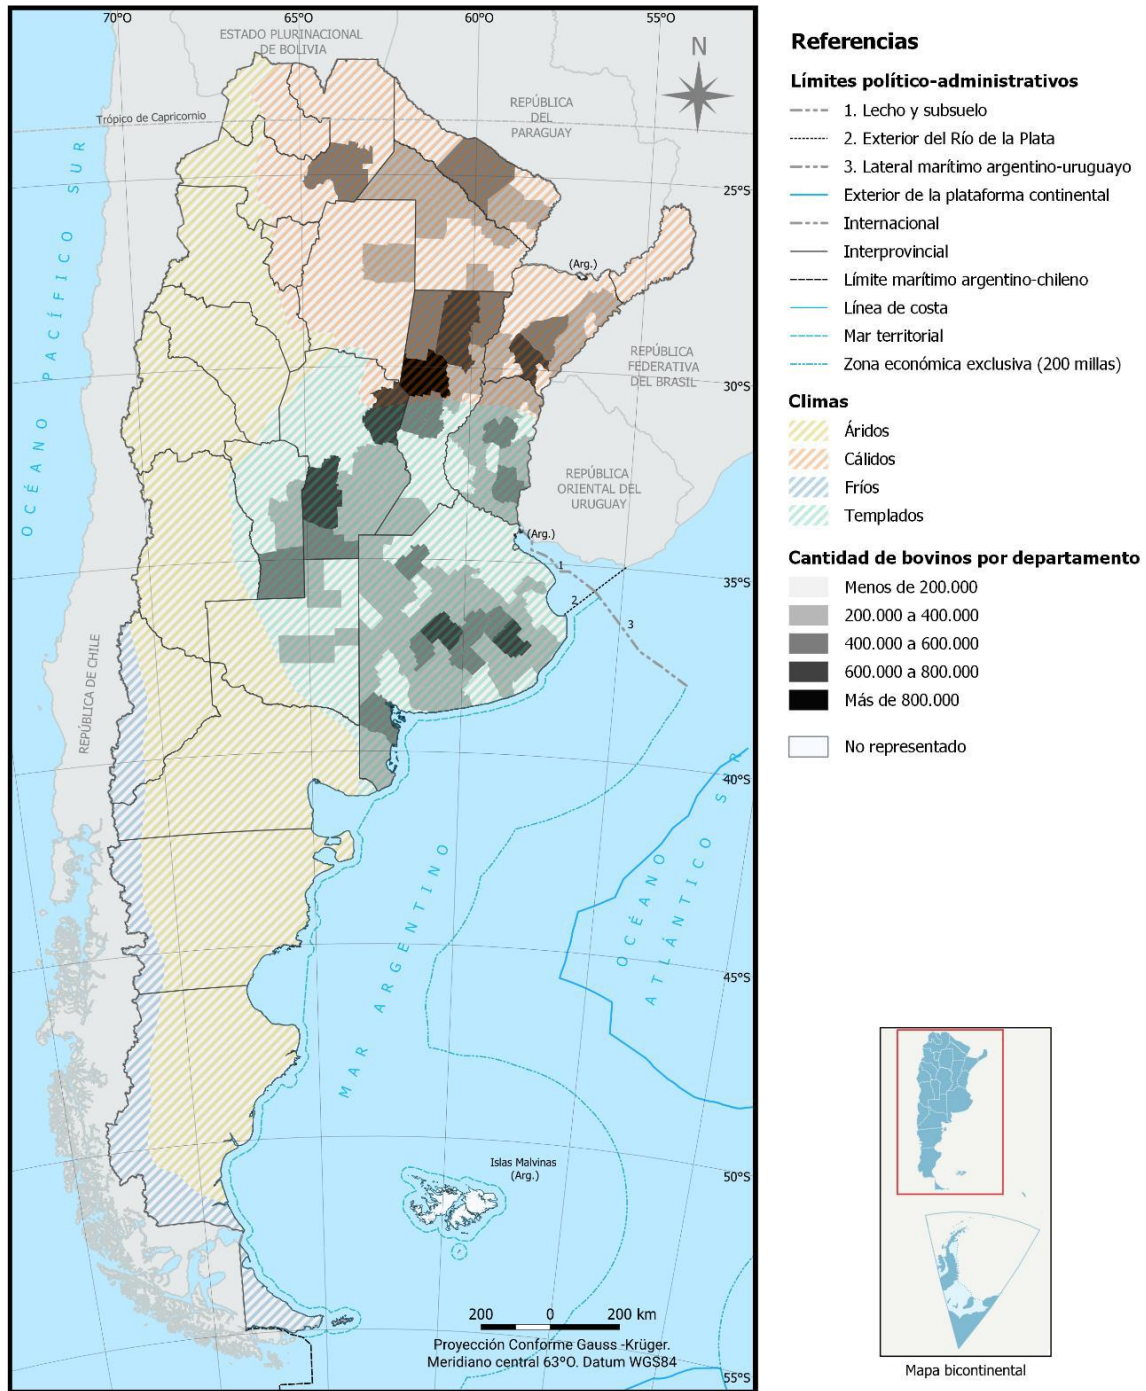 70°O
65°O
60°O
55°O
ESTADO PLURINACIONAL
DE BOLIVIA
N
Trópico de Capricornio
REPÚBLICA
DEL
PARAGUAY
25°S
(Arg.)
OCÉANO PACÍFICO SUR
REPÚBLICA
FEDERATIVA
DEL BRASIL
30°S
REPÚBLICA
ORIENTAL DEL
URUGUAY
(Arg.)
1
2
3
35°S
REPÚBLICA DE CHILE
40°S
OCÉANO
ATLÁNTICO SUR
MAR ARGENTINO
45°S
Islas Malvinas
(Arg.)
50°S
200 0 200 km
Proyección Conforme Gauss -Krüger.
Meridiano central 63ºO. Datum WGS84
55°S
Referencias
Límites político-administrativos
1. Lecho y subsuelo
2. Exterior del Río de la Plata
3. Lateral marítimo argentino-uruguayo
Exterior de la plataforma continental
Internacional
Interprovincial
Límite marítimo argentino-chileno
Línea de costa
Mar territorial
Zona económica exclusiva (200 millas)
Climas
Áridos
Cálidos
Fríos
Templados
Cantidad de bovinos por departamento
Menos de 200.000
200.000 a 400.000
400.000 a 600.000
600.000 a 800.000
Más de 800.000
No representado
Mapa bicontinental